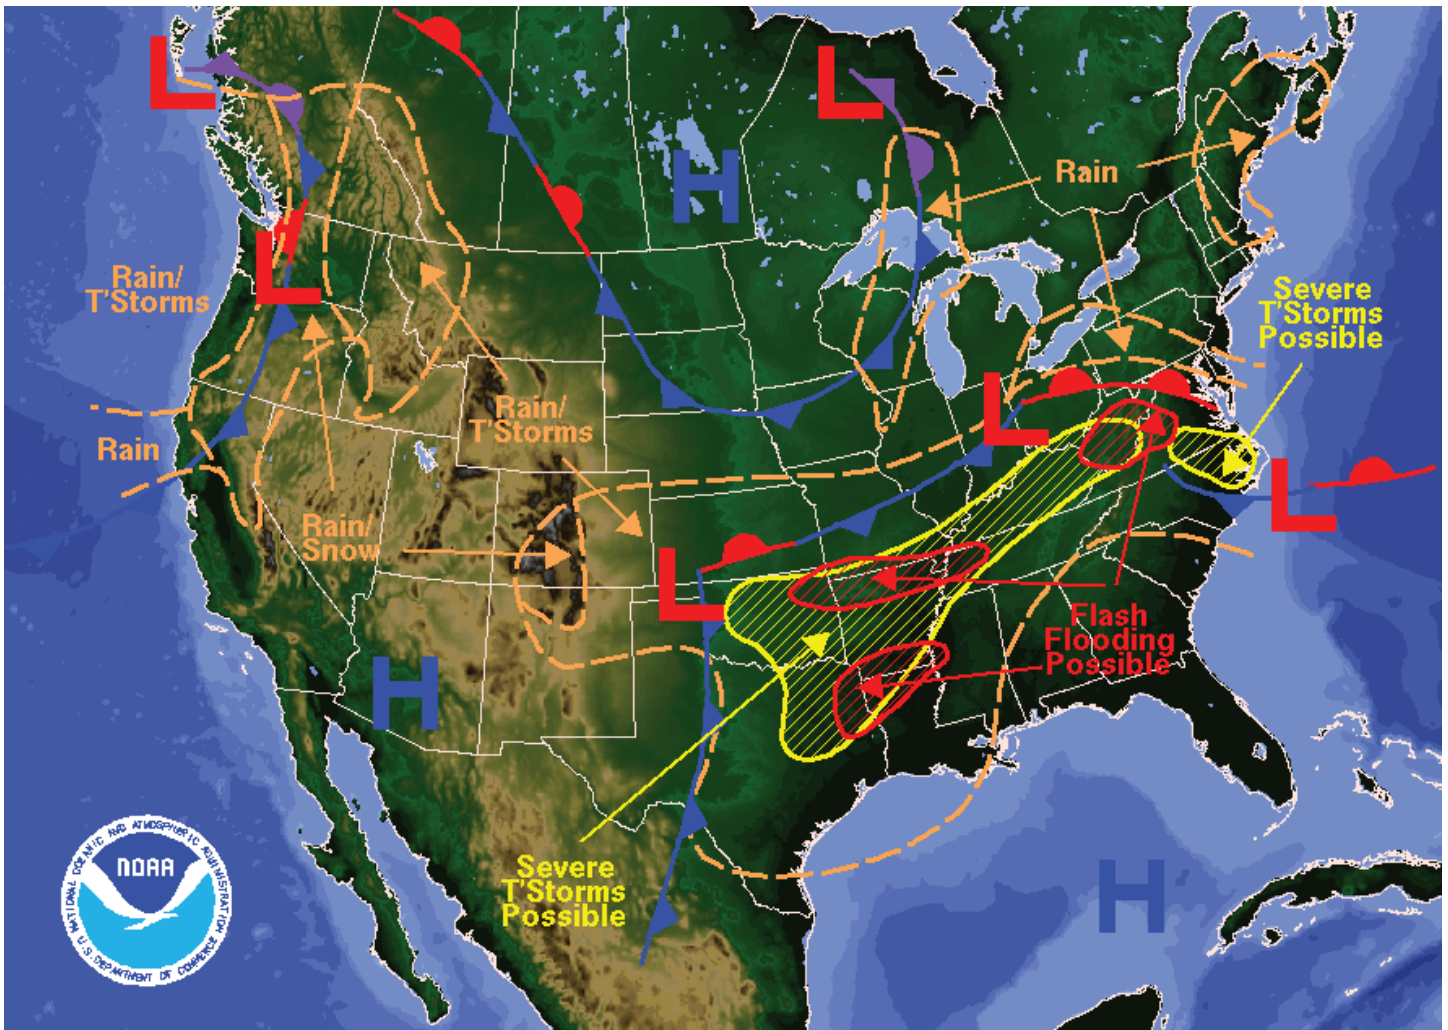 L
L
H
Rain
L
Rain/
T'Storms
Severe
T'Storms
Possible
Rain
Rain/
T'Storms
L
Rain/
Snow
L
L
H
Flash
Flooding
Possible
Severe
T'Storms
Possible
H
NATIONAL OCEANIC AND ATMOSPHERIC ADMINISTRATION
NOAA
U.S. DEPARTMENT OF COMMERCE